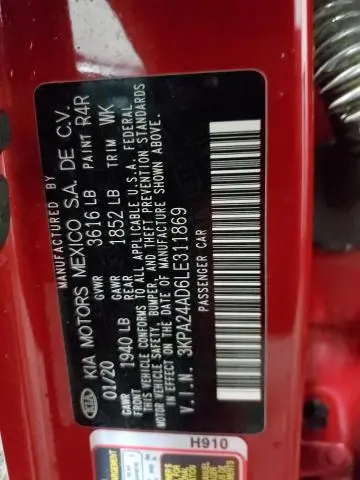 MANUFACTURED BY
KIA MOTORS MEXICO SA. DE C.V.
01/20 GVWR 3616 LB PAINT R4R
GAWR FRONT 1940 LB GAWR REAR 1852 LB TRIM WK
THIS VEHICLE CONFORMS TO ALL APPLICABLE U.S.A. FEDERAL
MOTOR VEHICLE SAFETY, BUMPER, AND THEFT PREVENTION STANDARDS
IN EFFECT ON THE DATE OF MANUFACTURE SHOWN ABOVE.
V.I.N. 3KPA24AD6LE311869
PASSENGER CAR
KIA
H910